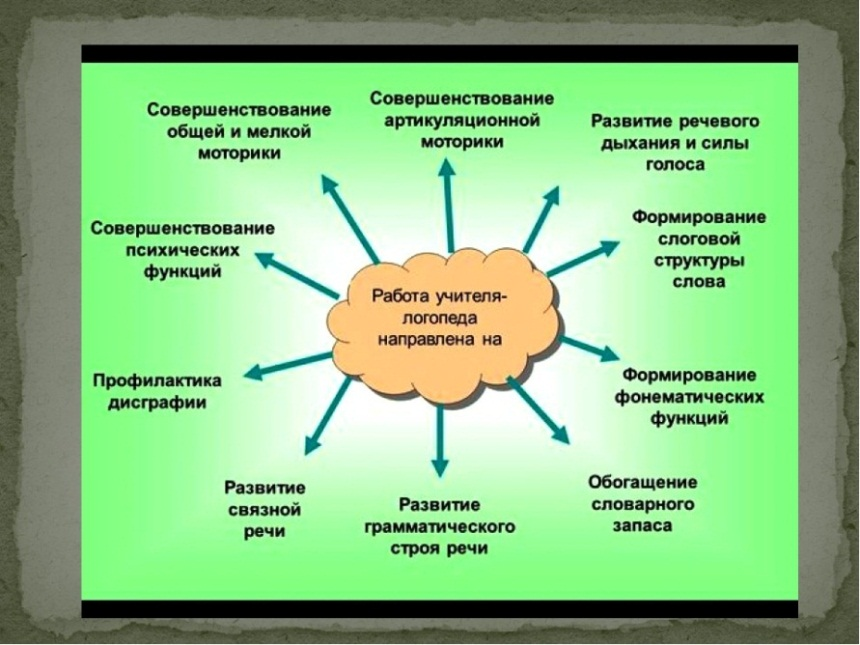 Совершенствование
общей и мелкой
моторики
Совершенствование
артикуляционной
моторики
Развитие речевого
дыхания и силы
голоса
Совершенствование
психических
функций
Формирование
слоговой
структуры
слова
Работа учителя-
логопеда
направлена на
Профилактика
дисграфии
Формирование
фонематических
функций
Развитие
связной
речи
Развитие
грамматического
строя речи
Обогащение
словарного
запаса